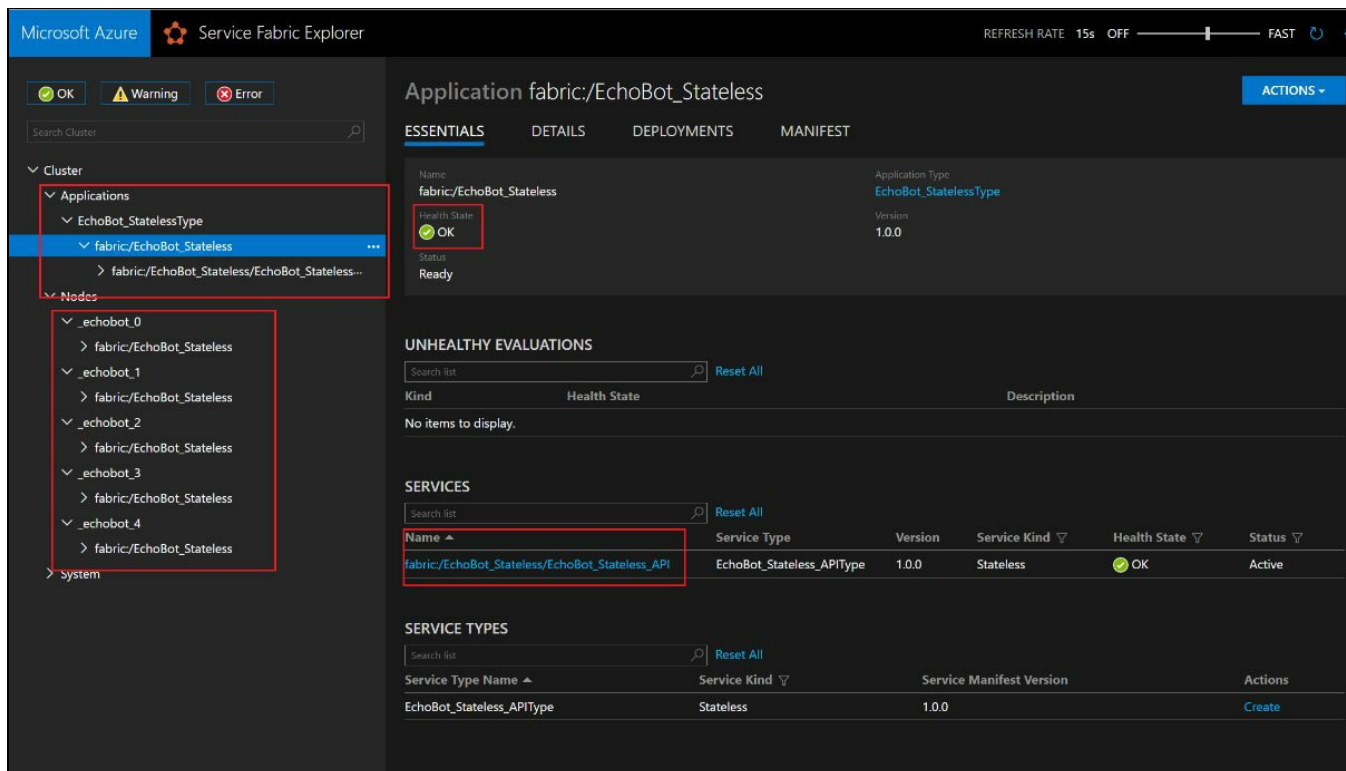 Microsoft Azure Service Fabric Explorer REFRESH RATE 15s OFF FAST
OK Warning Error
Search Cluster
Cluster
Applications
EchoBot_StatelessType
fabric:/EchoBot_Stateless ...
fabric:/EchoBot_Stateless/EchoBot_Stateless...
Nodes
_echobot_0
fabric:/EchoBot_Stateless
_echobot_1
fabric:/EchoBot_Stateless
_echobot_2
fabric:/EchoBot_Stateless
_echobot_3
fabric:/EchoBot_Stateless
_echobot_4
fabric:/EchoBot_Stateless
System
Application fabric:/EchoBot_Stateless ACTIONS
ESSENTIALS DETAILS DEPLOYMENTS MANIFEST
Name Application Type
fabric:/EchoBot_Stateless EchoBot_StatelessType
Health State Version
OK 1.0.0
Status
Ready
UNHEALTHY EVALUATIONS
Search list Reset All
Kind Health State Description
No items to display.
SERVICES
Search list Reset All
Name Service Type Version Service Kind Health State Status
fabric:/EchoBot_Stateless/EchoBot_Stateless_API EchoBot_Stateless_APIType 1.0.0 Stateless OK Active
SERVICE TYPES
Search list Reset All
Service Type Name Service Kind Service Manifest Version Actions
EchoBot_Stateless_APIType Stateless 1.0.0 Create